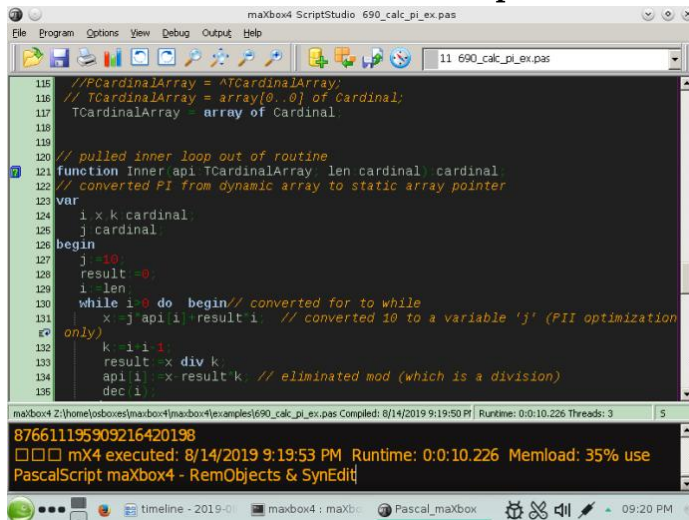 maXbox4 ScriptStudio 690_calc_pi_ex.pas
File Program Options View Debug Output Help
11 690_calc_pi_ex.pas
115 //PCardinalArray = ^TCardinalArray;
116 // TCardinalArray = array[0..0] of Cardinal;
117 TCardinalArray = array of Cardinal;
118
119
120 // pulled inner loop out of routine
121 function Inner(api:TCardinalArray; len:cardinal):cardinal;
122 // converted PI from dynamic array to static array pointer
123 var
124 i,x,k:cardinal;
125 j:cardinal;
126 begin
127 j:=10;
128 result:=0;
129 i:=len;
130 while i>0 do begin// converted for to while
131 x:=j*api[i]+result*i; // converted 10 to a variable 'j' (PII optimization
only)
132 k:=i+i-1;
133 result:=x div k;
134 api[i]:=x-result*k; // eliminated mod (which is a division)
135 dec(i);
maXbox4 Z:\home\osboxes\maxbox4\maxbox4\examples\690_calc_pi_ex.pas Compiled: 8/14/2019 9:19:50 PM Runtime: 0:0:10.226 Threads: 3 S
876611195909216420198
mX4 executed: 8/14/2019 9:19:53 PM Runtime: 0:0:10.226 Memload: 35% use
PascalScript maXbox4 - RemObjects & SynEdit
timeline - 2019-0 maxbox4 : maXbo Pascal_maXbox 09:20 PM